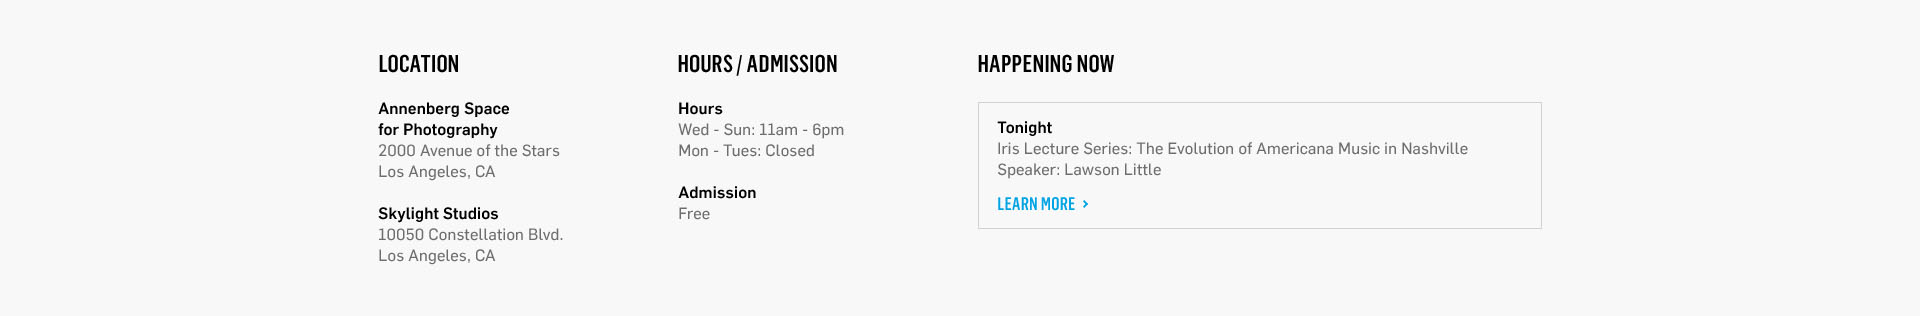 LOCATION
Annenberg Space
for Photography
2000 Avenue of the Stars
Los Angeles, CA
Skylight Studios
10050 Constellation Blvd.
Los Angeles, CA
HOURS / ADMISSION
Hours
Wed - Sun: 11am - 6pm
Mon - Tues: Closed
Admission
Free
HAPPENING NOW
Tonight
Iris Lecture Series: The Evolution of Americana Music in Nashville
Speaker: Lawson Little
LEARN MORE >